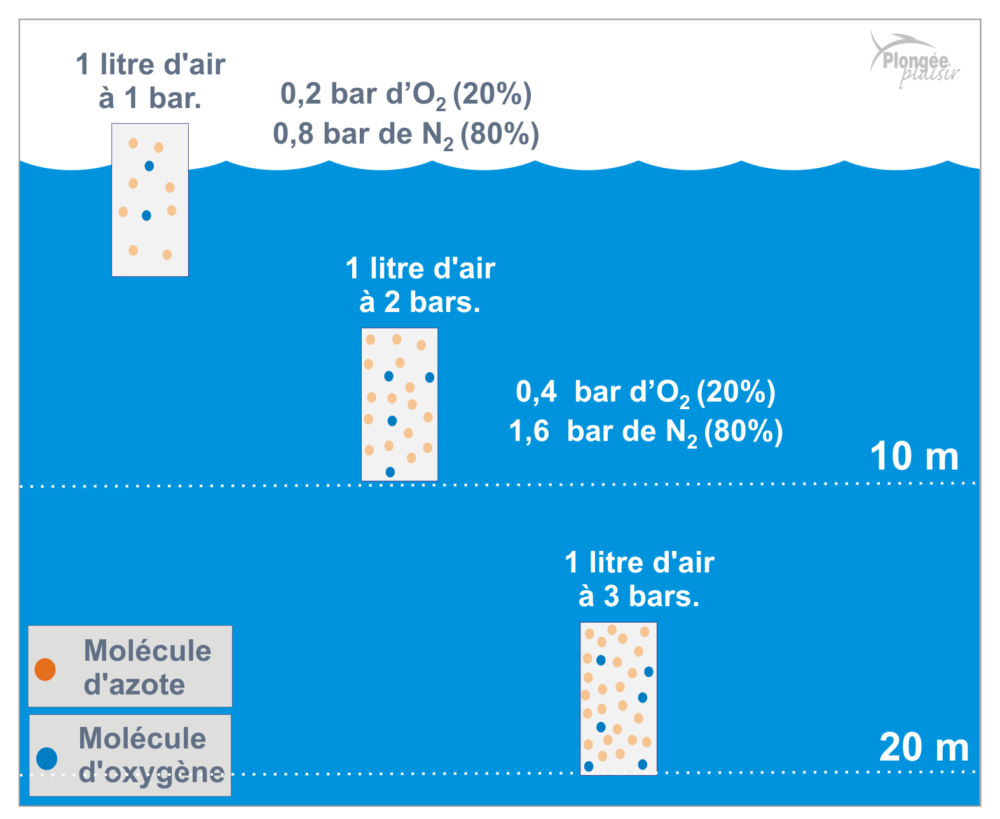 1 litre d'air
à 1 bar.
0,2 bar d’O₂ (20%)
0,8 bar de N₂ (80%)
Plongée
plaisir
1 litre d'air
à 2 bars.
0,4 bar d’O₂ (20%)
1,6 bar de N₂ (80%)
10 m
1 litre d'air
à 3 bars.
Molécule
d'azote
Molécule
d'oxygène
20 m